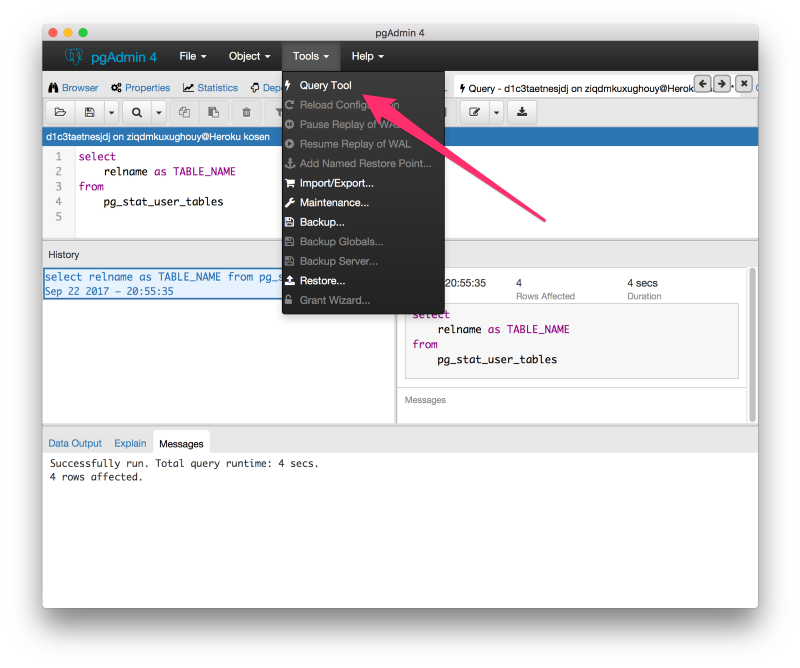 pgAdmin 4
pgAdmin 4 File Object Tools Help
Browser Properties Statistics Query - d1c3taetnesjdj on ziqdmkuxughouy@Herok
d1c3taetnesjdj on ziqdmkuxughouy@Heroku kosen
1 select
2 relname as TABLE_NAME
3 from
4 pg_stat_user_tables
5
Query Tool
Reload Configuration
Pause Replay of WAL
Resume Replay of WAL
Add Named Restore Point...
Import/Export...
Maintenance...
Backup...
Backup Globals...
Backup Server...
Restore...
Grant Wizard...
History
select relname as TABLE_NAME from
Sep 22 2017 – 20:55:35
20:55:35 4 4 secs
Rows Affected Duration
select
relname as TABLE_NAME
from
pg_stat_user_tables
Messages
Data Output Explain Messages
Successfully run. Total query runtime: 4 secs.
4 rows affected.